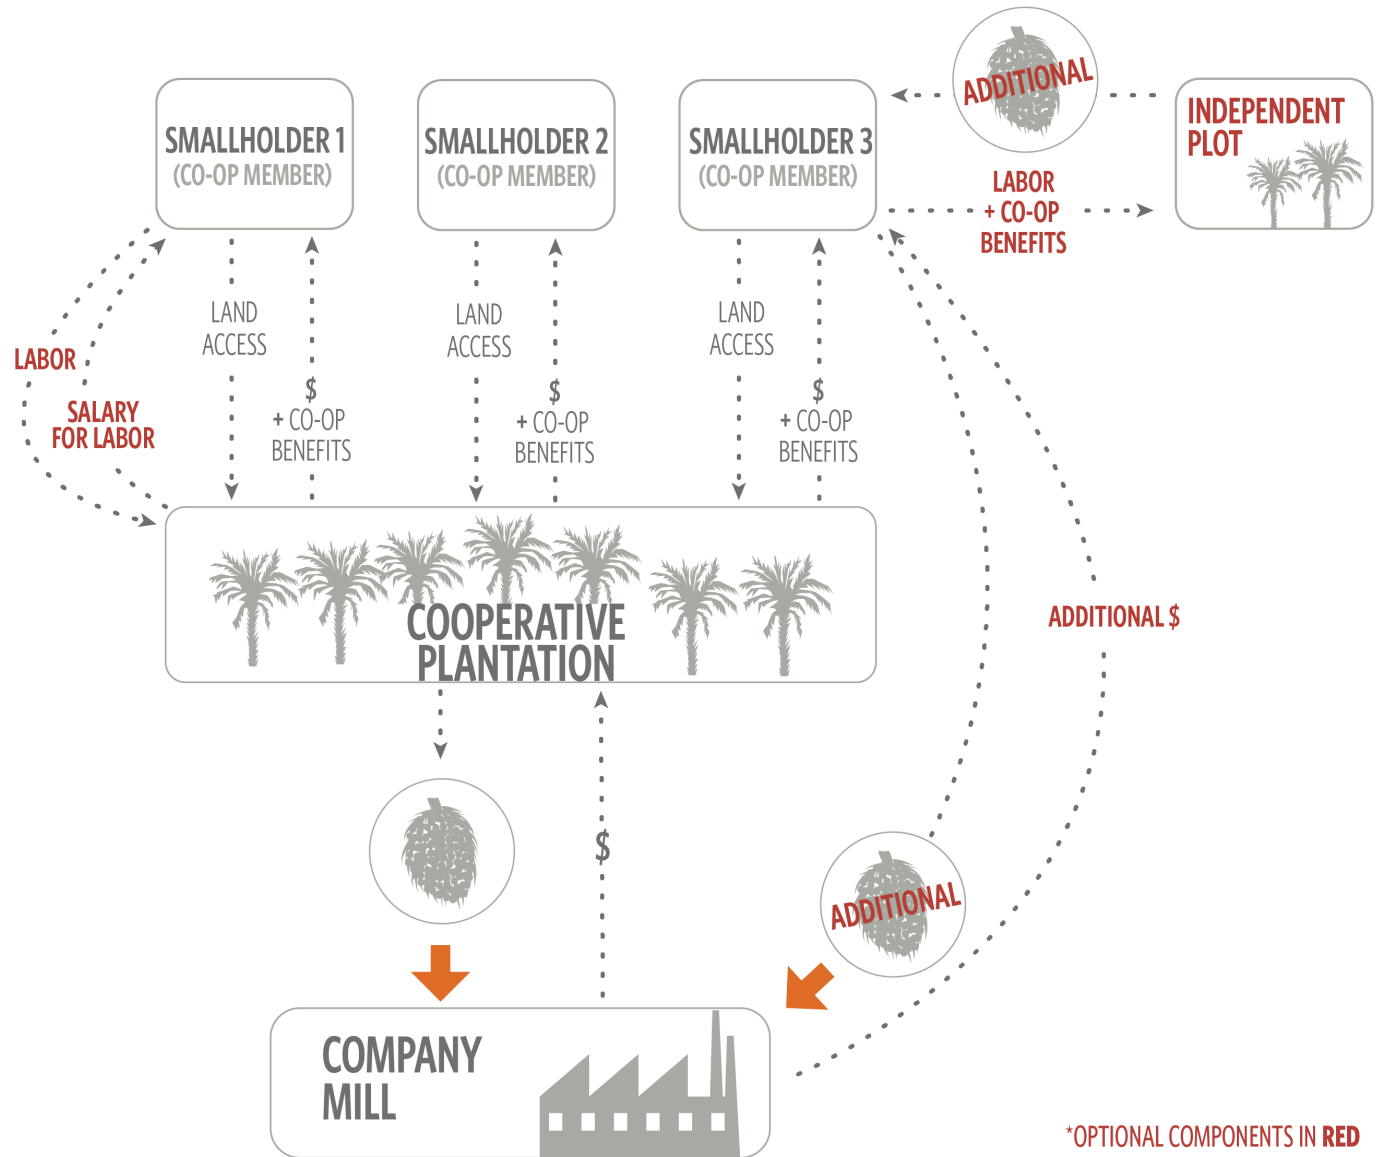 ADDITIONAL
INDEPENDENT
PLOT
SMALLHOLDER 1
(CO-OP MEMBER)
SMALLHOLDER 2
(CO-OP MEMBER)
SMALLHOLDER 3
(CO-OP MEMBER)
LABOR
+ CO-OP
BENEFITS
LABOR
SALARY
FOR LABOR
LAND
ACCESS
$
+ CO-OP
BENEFITS
LAND
ACCESS
$
+ CO-OP
BENEFITS
LAND
ACCESS
$
+ CO-OP
BENEFITS
COOPERATIVE
PLANTATION
ADDITIONAL $
$
ADDITIONAL
COMPANY
MILL
*OPTIONAL COMPONENTS IN RED